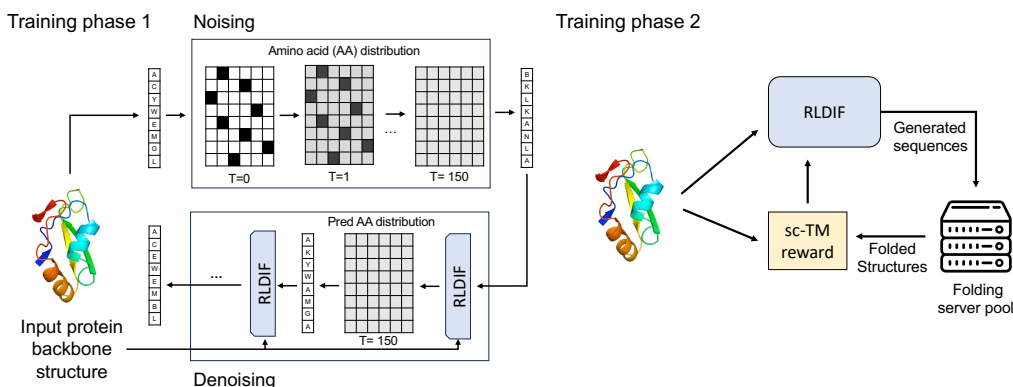 Training phase 1
Noising
Amino acid (AA) distribution
A
C
Y
W
E
M
G
L
T=0
T=1
...
T= 150
B
K
L
K
A
N
L
A
Pred AA distribution
A
C
E
W
E
M
B
L
...
RLDIF
A
K
Y
W
A
M
G
A
T= 150
RLDIF
Input protein
backbone
structure
Denoising
Training phase 2
RLDIF
Generated
sequences
sc-TM
reward
Folded
Structures
Folding
server pool